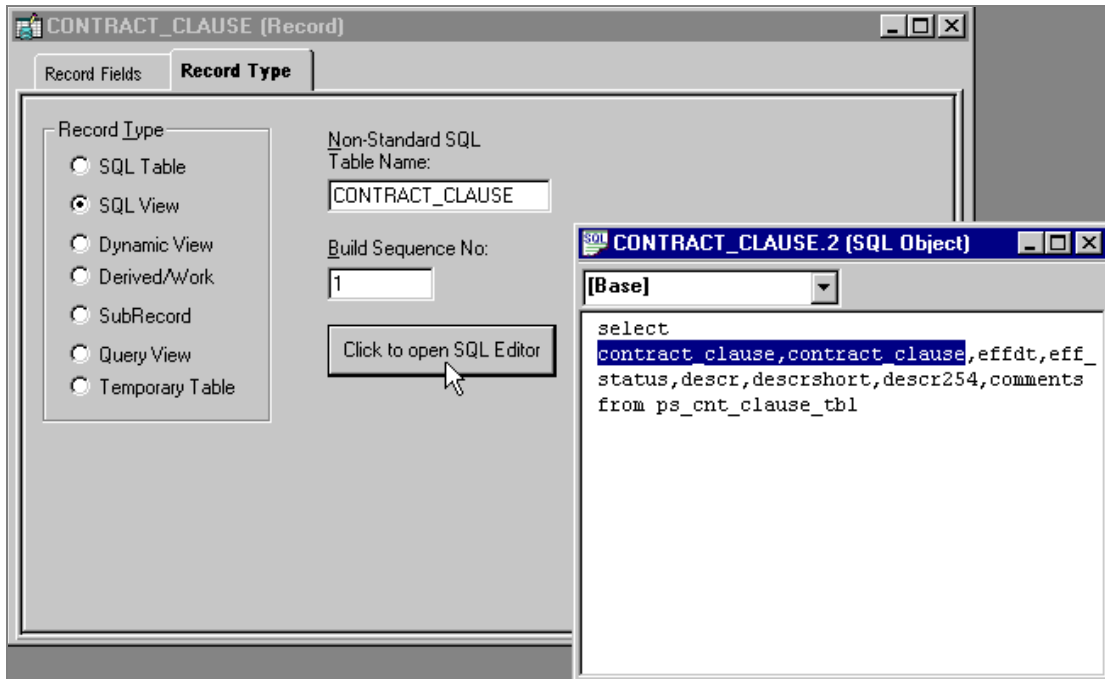 CONTRACT_CLAUSE (Record)
Record Fields
Record Type
Record Type
SQL Table
SQL View
Dynamic View
Derived/Work
SubRecord
Query View
Temporary Table
Non-Standard SQL
Table Name:
CONTRACT_CLAUSE
Build Sequence No:
1
Click to open SQL Editor
SQL
CONTRACT_CLAUSE.2 (SQL Object)
[Base]
select
contract_clause,contract_clause,effdt,eff_
status,descr,descrshort,descr254,comments
from ps_cnt_clause_tbl